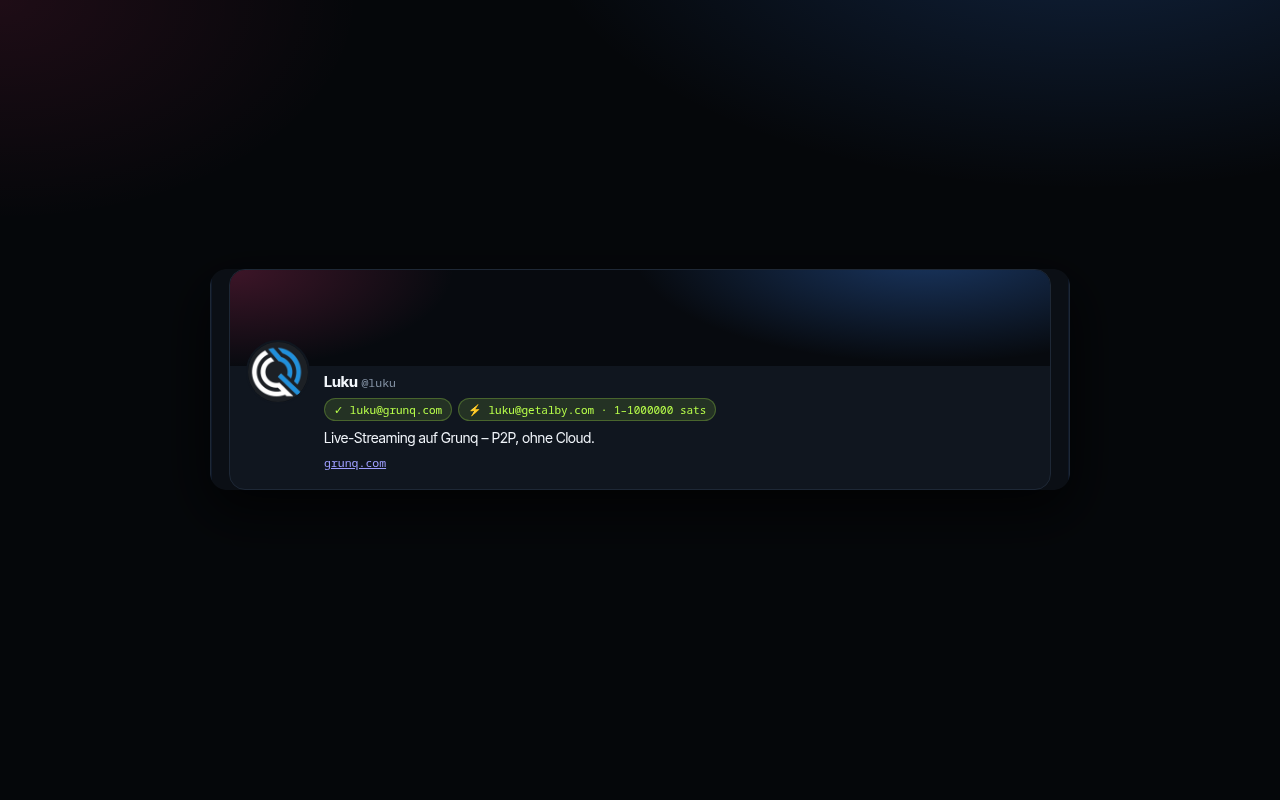 Luku @luku
✓ luku@grunq.com ⚡ luku@getalby.com · 1–1000000 sats
Live-Streaming auf Grunq – P2P, ohne Cloud.
grunq.com